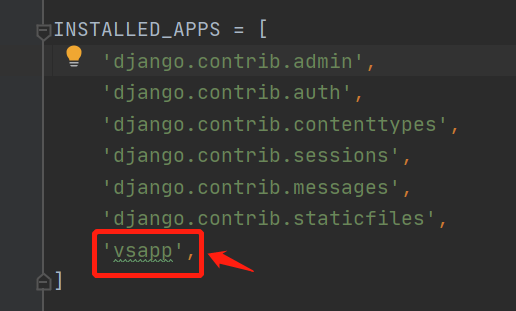 INSTALLED_APPS = [
'django.contrib.admin',
'django.contrib.auth',
'django.contrib.contenttypes',
'django.contrib.sessions',
'django.contrib.messages',
'django.contrib.staticfiles',
'vsapp',
]